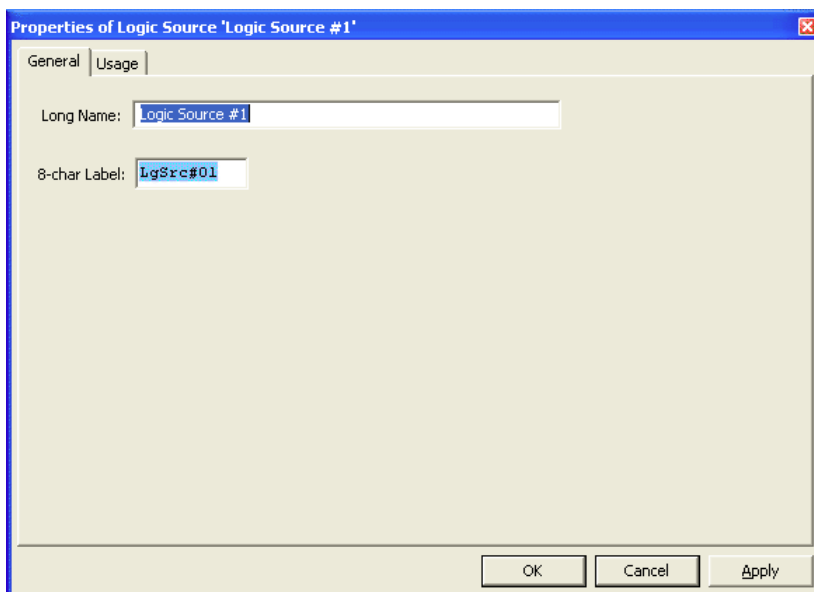 Properties of Logic Source 'Logic Source #1'
General Usage
Long Name: Logic Source #1
8-char Label: LgSrc#01
OK Cancel Apply